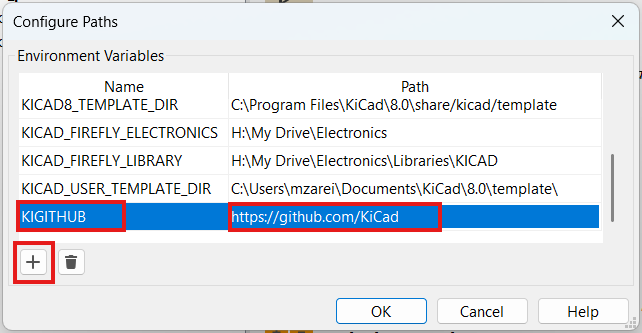 Configure Paths
Environment Variables
Name Path
KICAD8_TEMPLATE_DIR C:\Program Files\KiCad\8.0\share/kicad/template
KICAD_FIREFLY_ELECTRONICS H:\My Drive\Electronics
KICAD_FIREFLY_LIBRARY H:\My Drive\Electronics\Libraries\KICAD
KICAD_USER_TEMPLATE_DIR C:\Users\mzarei\Documents\KiCad\8.0\template\
KIGITHUB https://github.com/KiCad
OK Cancel Help